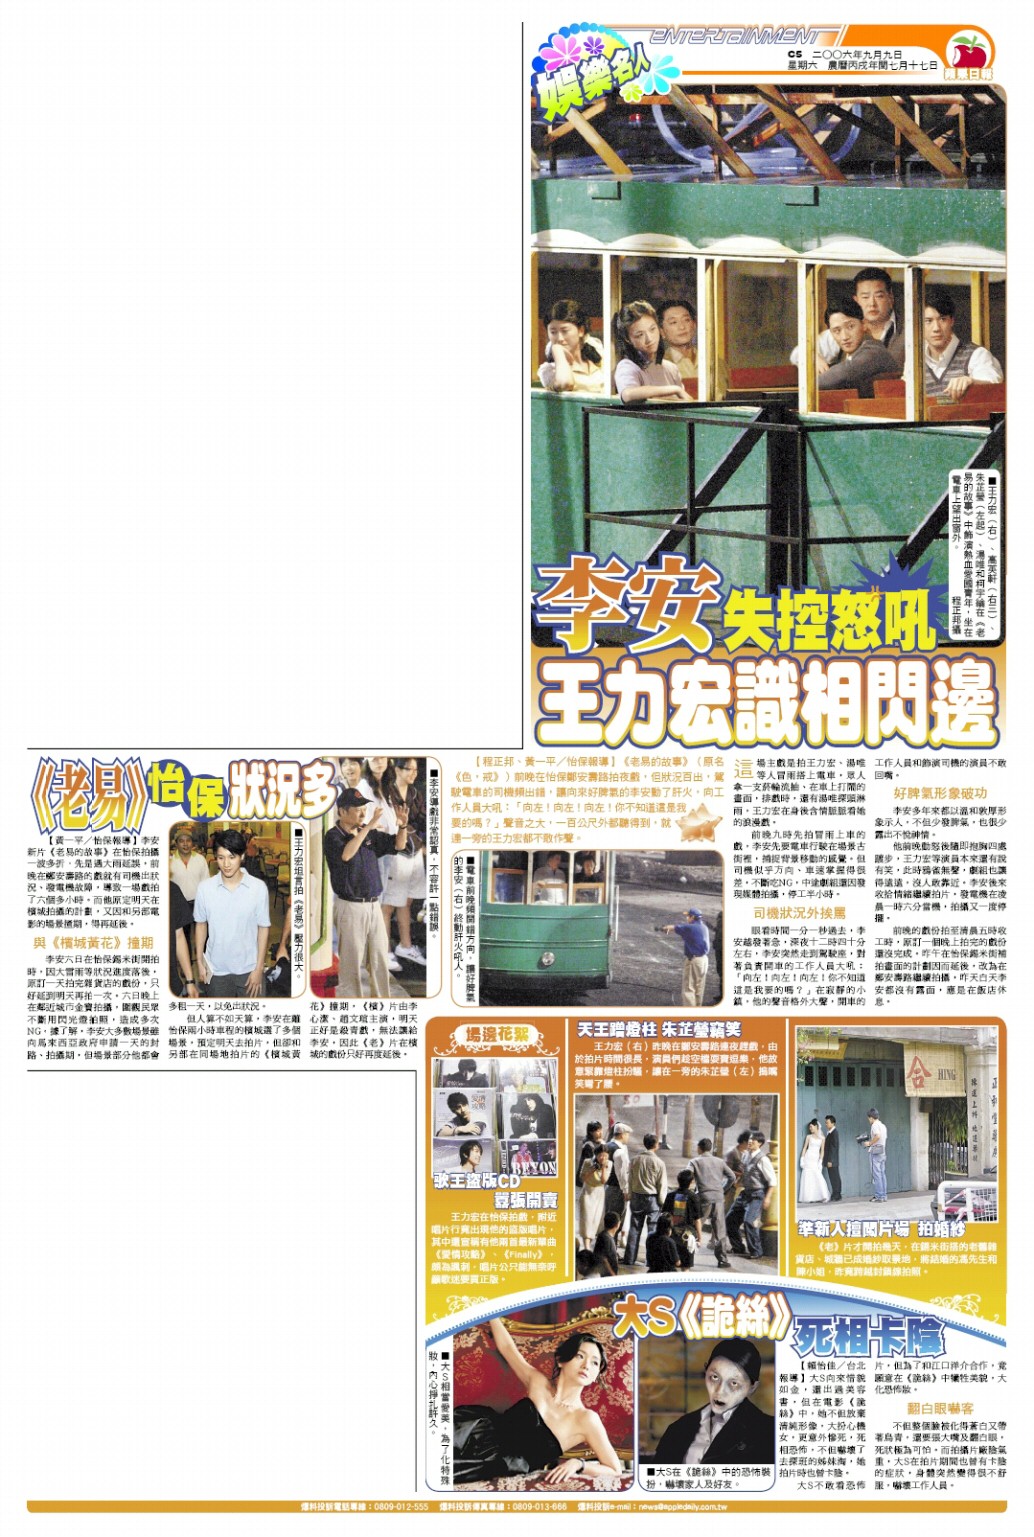 ENTERTAINMENT
C5 二○○六年九月九日
星期六 農曆丙戌年閏七月十七日
蘋果日報
娛樂名人
■王力宏（右）、高英軒（右三）、
朱芷瑩（左起）、湯唯和柯宇綸在《老
易的故事》中飾演熱血愛國青年，坐在
電車上望出窗外。 程正邦攝
李安失控怒吼
王力宏識相閃邊
【程正邦、黃一平／怡保報導】《老易的故事》（原名
《色，戒》）前晚在怡保鄭安壽路拍夜戲，但狀況百出，駕
駛電車的司機頻出錯，讓向來好脾氣的李安動了肝火，向工
作人員大吼：「向左！向左！向左！你不知道這是我
要的嗎？」聲音之大，一百公尺外都聽得到，就
連一旁的王力宏都不敢作聲。
■電車前晚頻開錯方向，讓好脾氣
的李安（右）終動肝火吼人。
這場主戲是拍王力宏、湯唯
等人冒雨搭上電車，眾人
拿一支菸輪流抽、在車上打鬧的
畫面，排戲時，還有湯唯探頭淋
雨，王力宏在身後含情脈脈看她
的浪漫戲。
前晚九時先拍冒雨上車的
戲，李安先要電車行駛在場景古
街裡，捕捉背景移動的感覺，但
司機似乎方向、車速掌握得很
差，不斷吃NG，中途劇組還因發
現媒體拍攝，停工半小時。
司機狀況外挨罵
眼看時間一分一秒過去，李
安越發著急，深夜十二時四十分
左右，李安突然走到駕駛座，對
著負責開車的工作人員大吼：
「向左！向左！向左！你不知道
這是我要的嗎？」在寂靜的小
鎮，他的聲音格外大聲，開車的
工作人員和飾演司機的演員不敢
回嘴。
好脾氣形象破功
李安多年來都以溫和敦厚形
象示人，不但少發脾氣，也很少
露出不悅神情。
他前晚動怒後隨即抱胸四處
踱步，王力宏等演員本來還有說
有笑，此時鴉雀無聲，劇組也讓
得遠遠，沒人敢靠近，李安後來
收拾情緒繼續拍片，發電機在凌
晨一時六分當機，拍攝又一度停
擺。
前晚的戲份拍至清晨五時收
工時，原訂一個晚上拍完的戲份
還沒完成，昨午在怡保錫米街補
拍畫面的計劃因而延後，改為在
鄭安壽路繼續拍攝，昨天白天李
安都沒有露面，應是在飯店休
息。
《老易》怡保狀況多
【黃一平／怡保報導】李安
新片《老易的故事》在怡保拍攝
一波多折，先是遇大雨延誤，前
晚在鄭安壽路的戲就有司機出狀
況、發電機故障，導致一場戲拍
了六個多小時，而他原定明天在
檳城拍攝的計劃，又因和另部電
影的場景撞期，得再延後。
與《檳城黃花》撞期
李安六日在怡保錫米街開拍
時，因大雷雨等狀況進度落後，
原訂一天拍完雜貨店的戲份，只
好延到明天再拍一次，六日晚上
在鄰近城市金寶拍攝，圍觀民眾
不斷用閃光燈拍照，造成多次
NG。據了解，李安大多數場景雖
向馬來西亞政府申請一天的封
路、拍攝期，但場景部分他都會
多租一天，以免出狀況。
但人算不如天算，李安在離
怡保兩小時車程的檳城選了多個
場景，預定明天去拍片，但卻和
另部在同場地拍片的《檳城黃
花》撞期，《檳》片由李
心潔、趙文瑄主演，明天
正好是殺青戲，無法讓給
李安，因此《老》片在檳
城的戲份只好再度延後。
■王力宏坦言拍《老易》壓力很大。
■李安導戲非常認真，不容許一點錯誤。
場邊花絮
歌王盜版CD
囂張開賣
王力宏在怡保拍戲，附近
唱片行竟出現他的盜版唱片，
其中還冒稱有他兩首最新單曲
《愛情攻略》、《Finally》，
頗為諷刺，唱片公司能無奈呼
籲歌迷要買正版。
天王蹭燈柱 朱芷瑩竊笑
王力宏（右）昨晚在鄭安壽路連夜趕戲，由
於拍片時間很長，演員們趁空檔耍寶逗樂，他故
意緊靠燈柱扮騷，讓在一旁的朱芷瑩（左）摀嘴
笑彎了腰。
準新人擅闖片場 拍婚紗
《老》片才開拍幾天，在錫米街搭的老舊雜
貨店、城牆已成婚紗取景地，將結婚的馮先生和
陳小姐，昨竟跨越封鎖線拍照。
大S《詭絲》死相卡陰
■大S相當愛美，為了化特殊
妝，內心掙扎許久。
■大S在《詭絲》中的恐怖裝
扮，嚇壞家人及好友。
【賴怡佳／台北
報導】大S向來惜貌
如金，還出過美容
書，但在電影《詭
絲》中，她不但放棄
清純形像，大扮心機
女，更意外慘死，死
相恐怖，不但嚇壞了
去探班的姊妹淘，她
拍片時也曾卡陰。
大S不敢看恐怖
片，但為了和江口洋介合作，竟
願意在《詭絲》中犧牲美貌，大
化恐怖妝。
翻白眼嚇客
不但整個臉被化得蒼白又帶
著烏青，還要張大嘴及翻白眼，
死狀極為可怕，而拍攝片廠陰氣
重，大S在拍片期間也曾有卡陰
的症狀，身體突然變得很不舒
服，嚇壞工作人員。
爆料投訴電話專線：0809-012-555 爆料投訴傳真專線：0809-013-666 爆料投訴e-mail：news@appledaily.com.tw